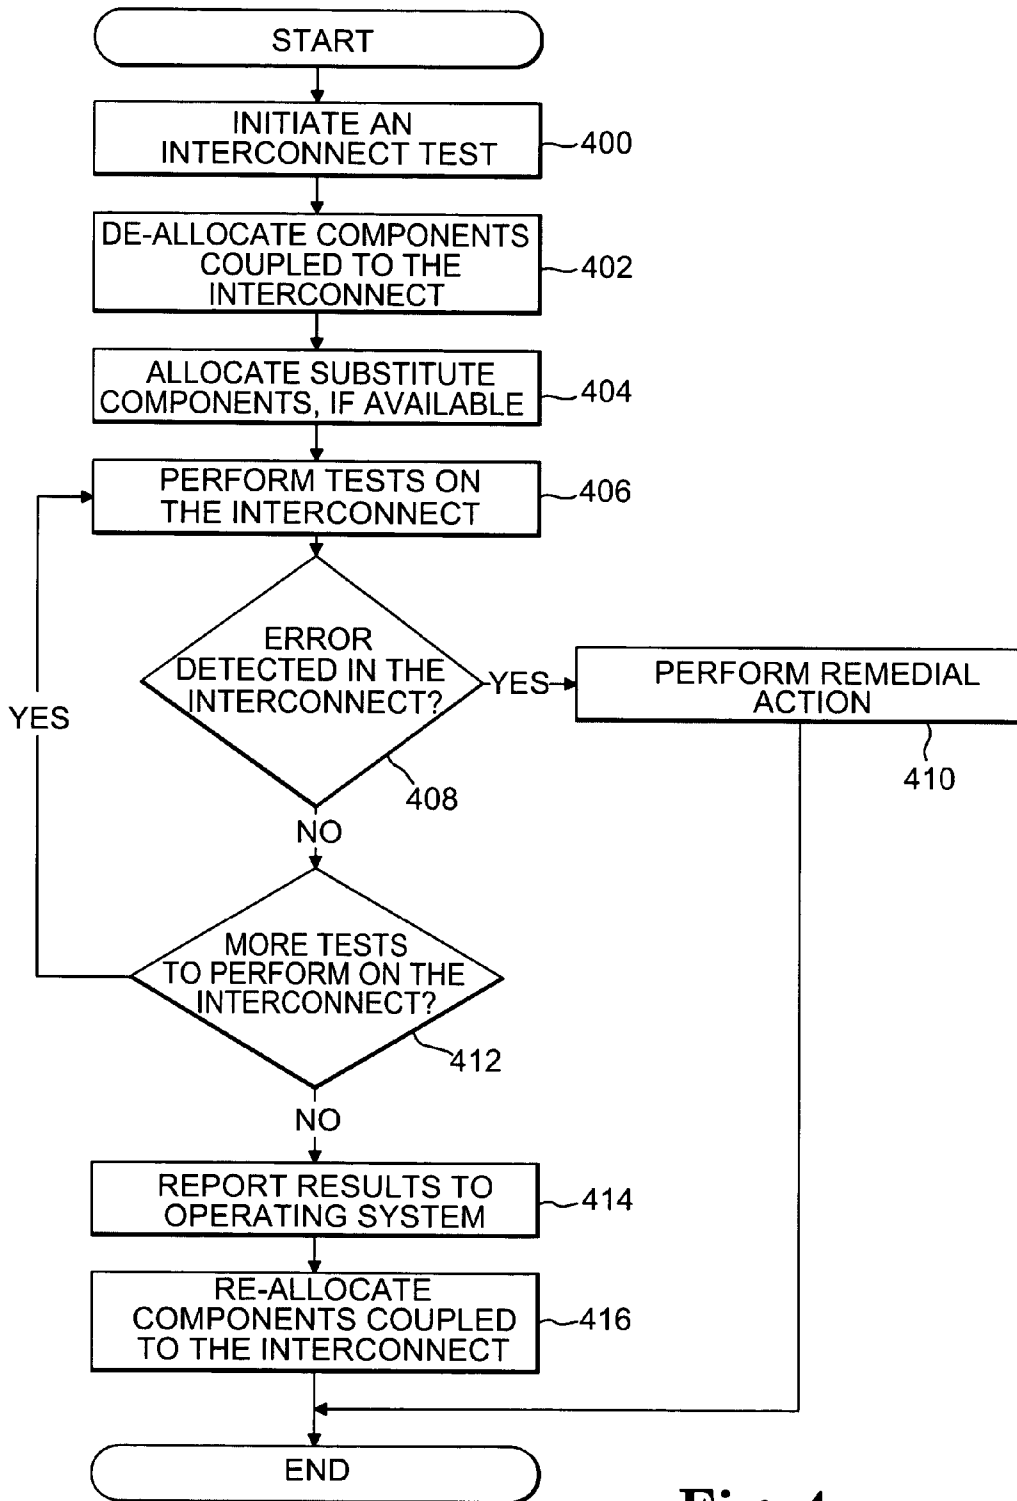 START
INITIATE AN
INTERCONNECT TEST
400
DE-ALLOCATE COMPONENTS
COUPLED TO THE
INTERCONNECT
402
ALLOCATE SUBSTITUTE
COMPONENTS, IF AVAILABLE
404
PERFORM TESTS ON
THE INTERCONNECT
406
ERROR
DETECTED IN THE
INTERCONNECT?
408
YES
PERFORM REMEDIAL
ACTION
410
YES
NO
MORE TESTS
TO PERFORM ON THE
INTERCONNECT?
412
NO
REPORT RESULTS TO
OPERATING SYSTEM
414
RE-ALLOCATE
COMPONENTS COUPLED
TO THE INTERCONNECT
416
END
Fig. 4